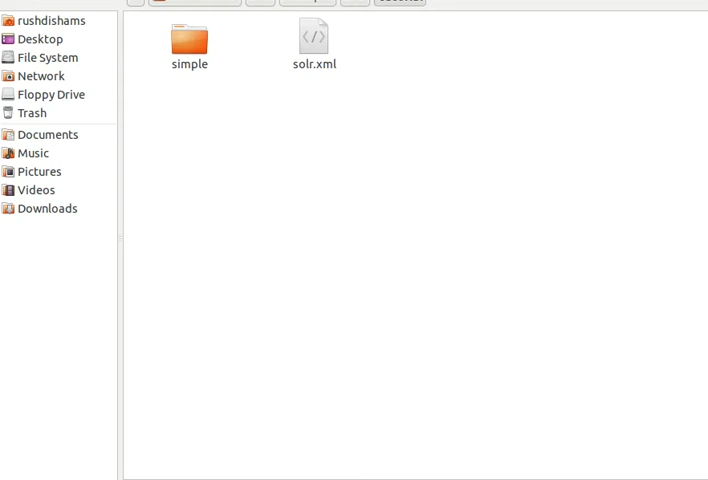 rushdishams
Desktop
File System
Network
Floppy Drive
Trash
Documents
Music
Pictures
Videos
Downloads
simple
solr.xml